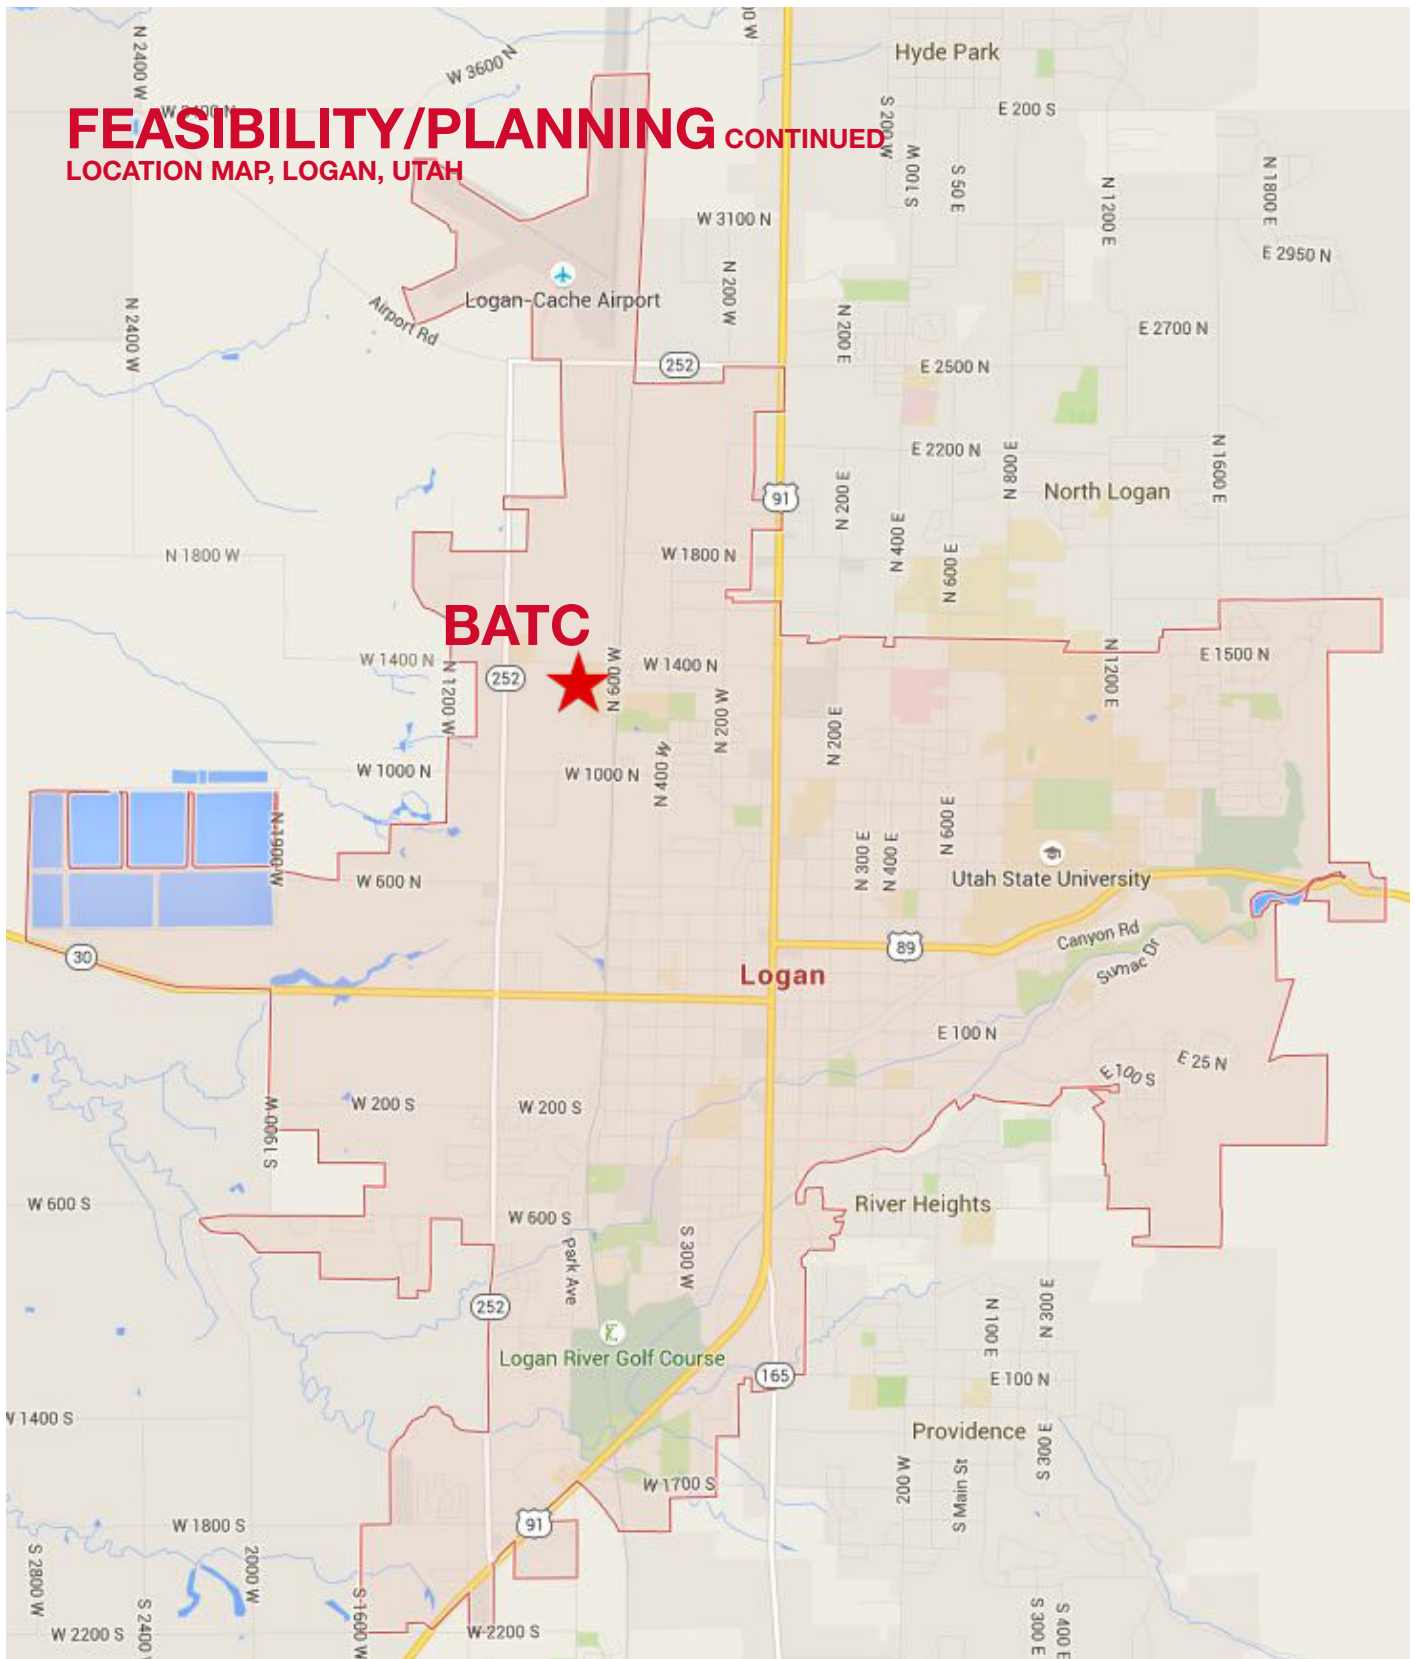 N 2400 W
W 3600 N
Hyde Park
FEASIBILITY/PLANNING CONTINUED
LOCATION MAP, LOGAN, UTAH
S 200 W
E 200 S
S 100 W
S 50 E
N 1200 E
N 1800 E
W 3100 N
E 2950 N
Logan-Cache Airport
N 200 W
N 2400 W
Airport Rd
N 200 E
E 2700 N
252
E 2500 N
E 2200 N
N 800 E
N 1600 E
91
N 200 E
North Logan
N 400 E
N 1800 W
W 1800 N
N 600 E
BATC
W 1400 N
N 1200 W
252
N 600 W
W 1400 N
N 1200 E
E 1500 N
N 200 W
N 200 E
W 1000 N
W 1000 N
N 400 W
N 1900 W
N 600 E
N 300 E
N 400 E
W 600 N
Utah State University
30
89
Canyon Rd
Sumac Dr
Logan
E 100 N
E 25 N
E 100 S
W 200 S
W 200 S
S 1900 W
W 600 S
River Heights
W 600 S
Park Ave
S 300 W
252
N 100 E
N 300 E
Logan River Golf Course
165
E 100 N
W 1400 S
Providence
S 300 E
W 1700 S
200 W
S Main St
91
W 1800 S
S 2800 W
2000 W
S 2400
S 1600 W
W 2200 S
W 2200 S
S 300 E
S 400 E